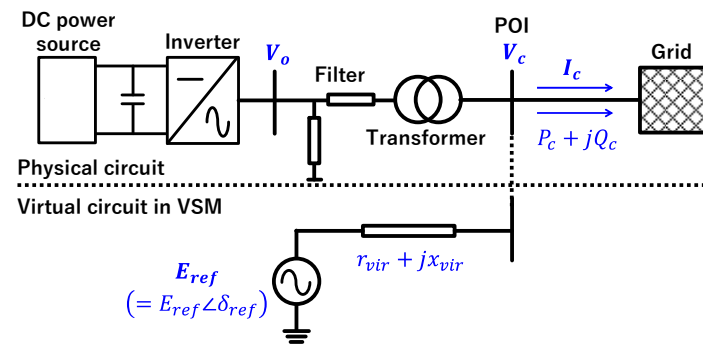 DC power
source
Inverter
V_o
Filter
Transformer
POI
V_c
I_c
P_c + jQ_c
Grid
Physical circuit
Virtual circuit in VSM
r_vir + jx_vir
E_ref
(= E_ref∠δ_ref)